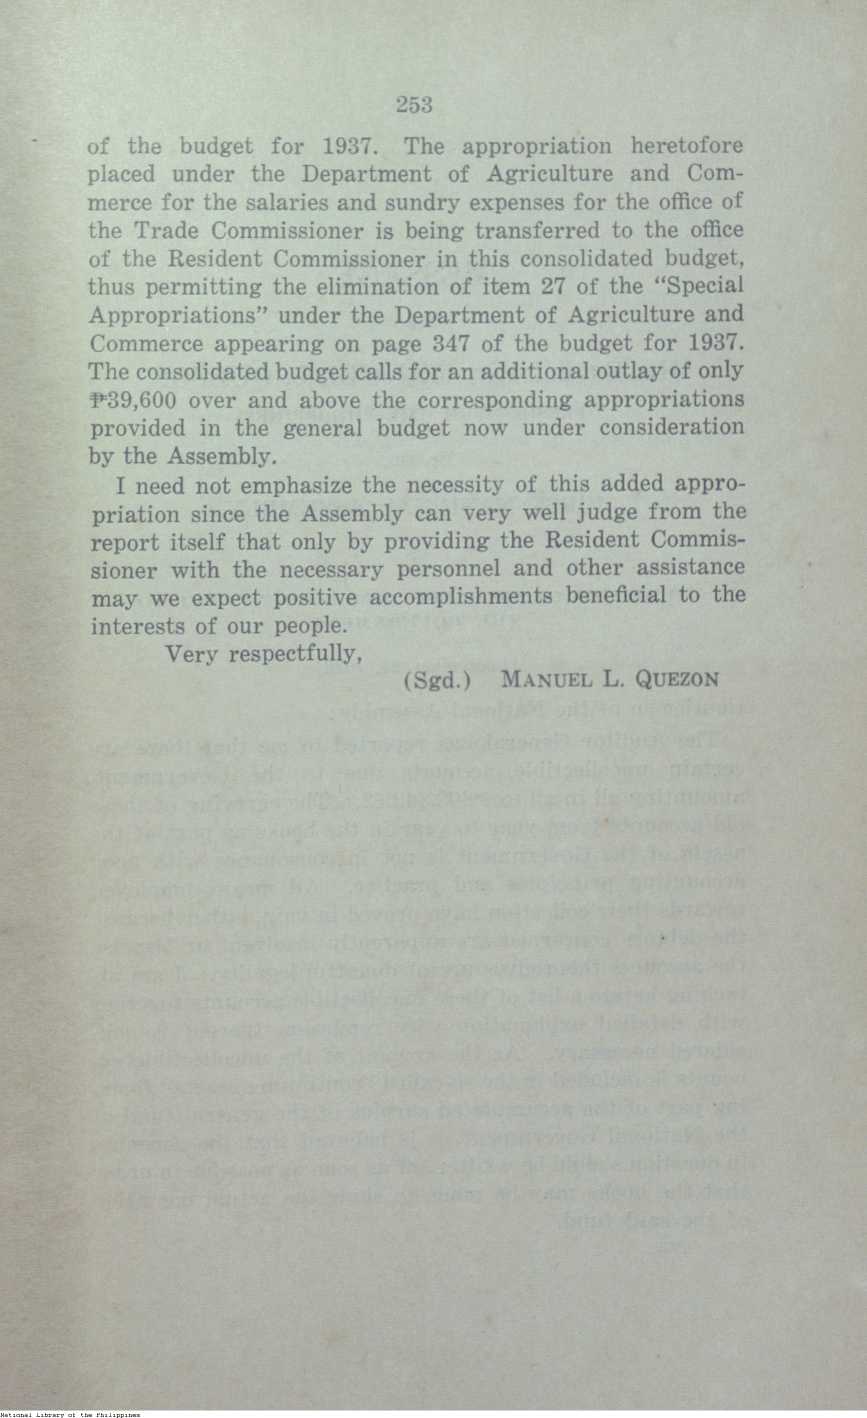 253
of the budget for 1937. The appropriation heretofore
placed under the Department of Agriculture and Com-
merce for the salaries and sundry expenses for the office of
the Trade Commissioner is being transferred to the office
of the Resident Commissioner in this consolidated budget,
thus permitting the elimination of item 27 of the “Special
Appropriations” under the Department of Agriculture and
Commerce appearing on page 347 of the budget for 1937.
The consolidated budget calls for an additional outlay of only
₱39,600 over and above the corresponding appropriations
provided in the general budget now under consideration
by the Assembly.
I need not emphasize the necessity of this added appro-
priation since the Assembly can very well judge from the
report itself that only by providing the Resident Commis-
sioner with the necessary personnel and other assistance
may we expect positive accomplishments beneficial to the
interests of our people.
Very respectfully,
(Sgd.) MANUEL L. QUEZON
National Library of the Philippines